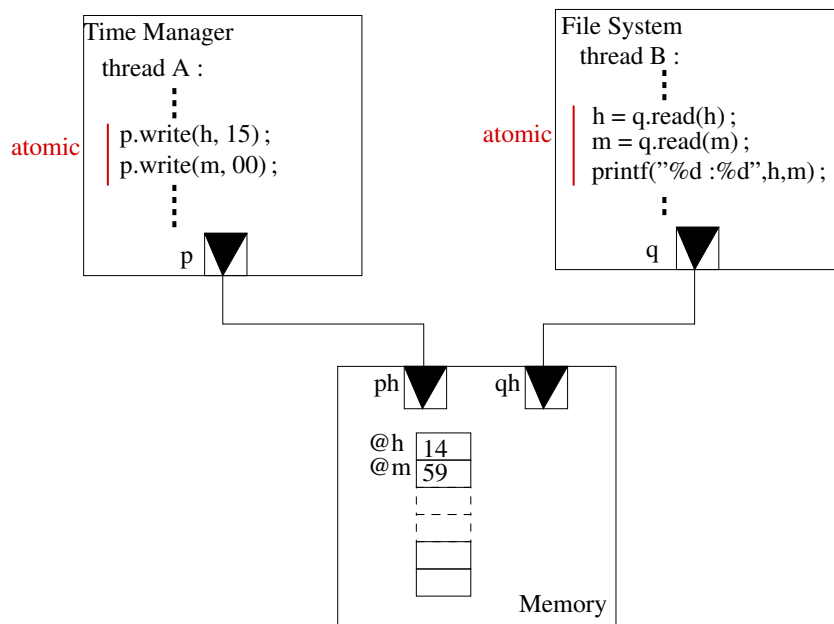 Time Manager
thread A :
atomic
p.write(h, 15) ;
p.write(m, 00) ;
p
File System
thread B :
atomic
h = q.read(h) ;
m = q.read(m) ;
printf(”%d :%d”,h,m) ;
q
ph
qh
@h 14
@m 59
Memory